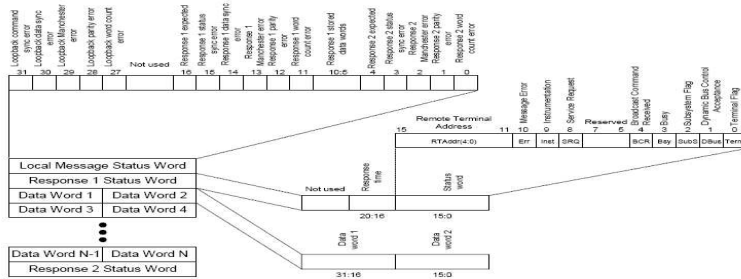 Loopback command sync error
Loopback data sync error
Loopback Manchester error
Loopback parity error
Loopback word count error
Not used
Response 1 expected
Response 1 status sync error
Response 1 data sync error
Response 1 Manchester error
Response 1 parity error
Response 1 word count error
Response 1 stored data words
Response 2 expected
Response 2 status sync error
Response 2 Manchester error
Response 2 parity error
Response 2 word count error
31 30 29 28 27 16 15 14 13 12 11 10:5 4 3 2 1 0
Remote Terminal Address
Message Error
Instrumentation
Service Request
Reserved
Broadcast Command Received
Busy
Subsystem Flag
Dynamic Bus Control Acceptance
Terminal Flag
15 11 10 9 8 7 5 4 3 2 1 0
RTAddr(4:0) Err Inst SRQ BCR Bsy SubS DBus Term
Local Message Status Word
Response 1 Status Word
Data Word 1 Data Word 2
Data Word 3 Data Word 4
Data Word N-1 Data Word N
Response 2 Status Word
Not used
Response time
Status word
20:16 15:0
Data word 1
Data word 2
31:16 15:0